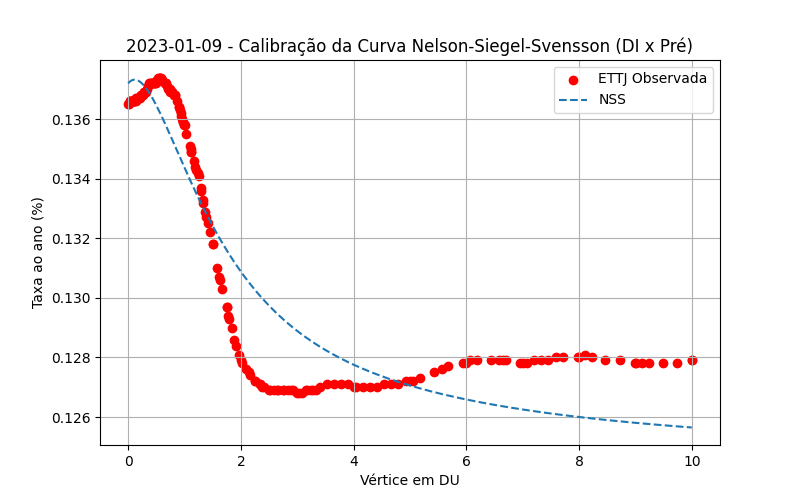 2023-01-09 - Calibração da Curva Nelson-Siegel-Svensson (DI x Pré)
ETTJ Observada
NSS
0.136
0.134
0.132
0.130
0.128
0.126
Taxa ao ano (%)
0 2 4 6 8 10
Vértice em DU